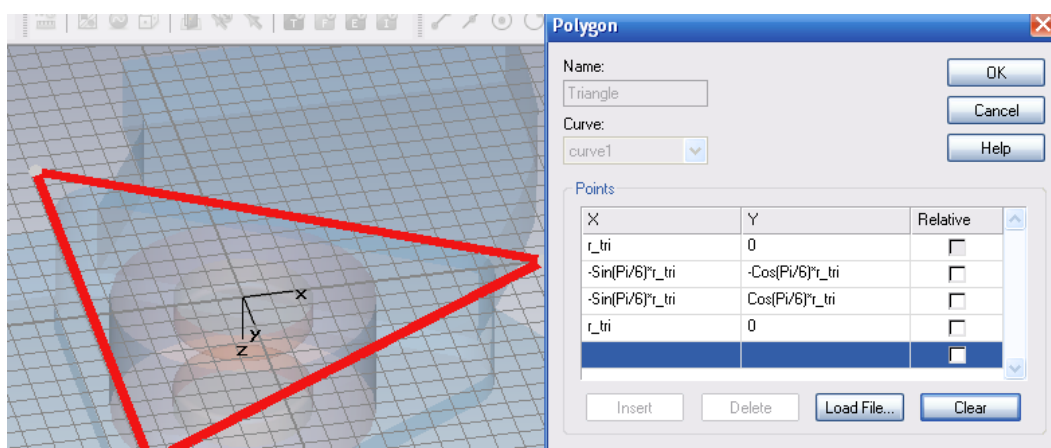 T F E I
Polygon
Name:
OK
Triangle
Cancel
Curve:
curve1
Help
Points
X Y Relative
r_tri 0
-Sin(Pi/6)*r_tri -Cos(Pi/6)*r_tri
-Sin(Pi/6)*r_tri Cos(Pi/6)*r_tri
r_tri 0
Insert Delete Load File... Clear
x
y
z